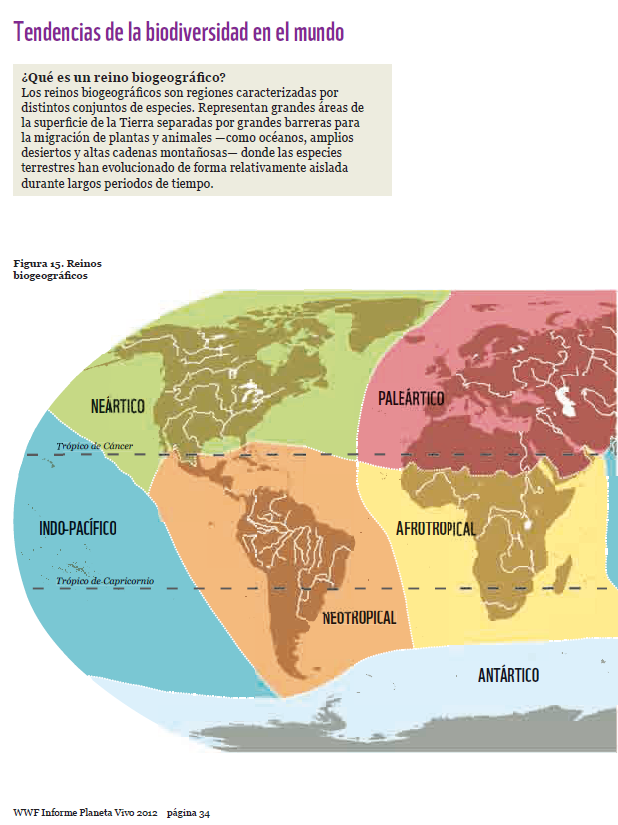 Tendencias de la biodiversidad en el mundo
¿Qué es un reino biogeográfico?
Los reinos biogeográficos son regiones caracterizadas por
distintos conjuntos de especies. Representan grandes áreas de
la superficie de la Tierra separadas por grandes barreras para
la migración de plantas y animales —como océanos, amplios
desiertos y altas cadenas montañosas— donde las especies
terrestres han evolucionado de forma relativamente aislada
durante largos periodos de tiempo.
Figura 15. Reinos
biogeográficos
NEÁRTICO
PALEÁRTICO
Trópico de Cáncer
INDO-PACÍFICO
AFROTROPICAL
Trópico de Capricornio
NEOTROPICAL
ANTÁRTICO
WWF Informe Planeta Vivo 2012 página 34